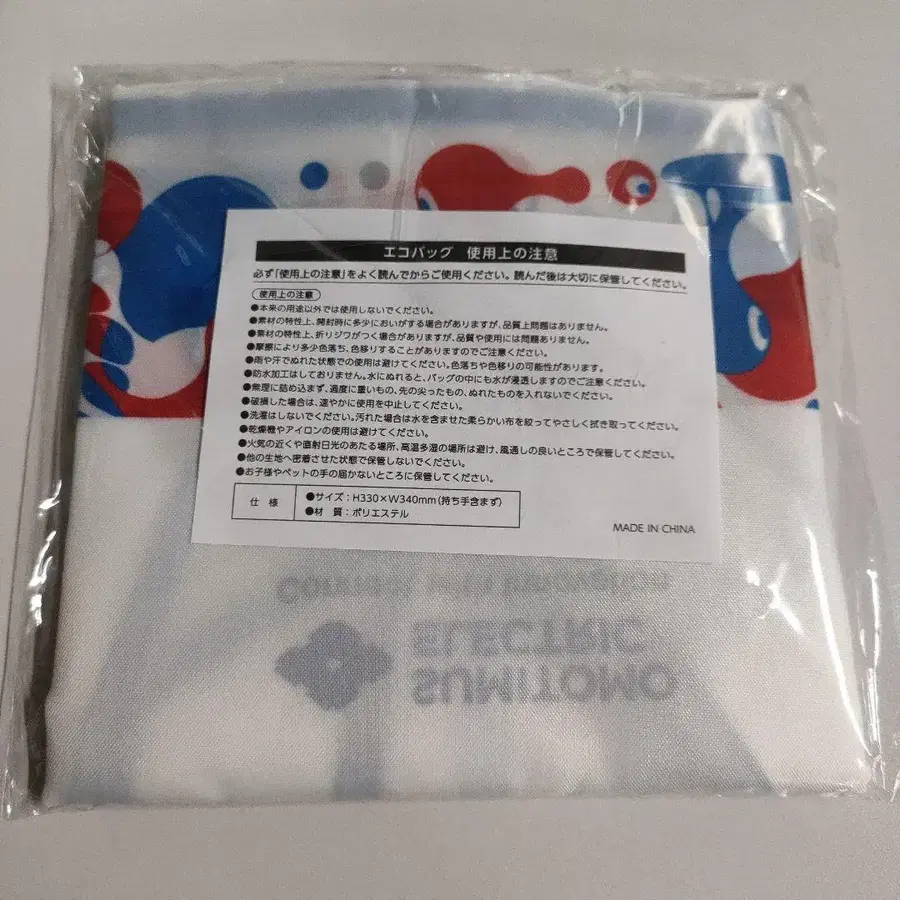 エコバッグ 使用上の注意
必ず「使用上の注意」をよく読んでからご使用ください。読んだ後は大切に保管してください。
使用上の注意
●本来の用途以外では使用しないでください。
●素材の特性上、開封時に多少においがする場合がありますが、品質上問題はありません。
●素材の特性上、折りジワがつく場合がありますが、品質や使用には問題ありません。
●摩擦により多少色落ち、色移りすることがありますのでご注意ください。
●雨や汗でぬれた状態での使用は避けてください。色落ちや色移りの可能性があります。
●防水加工はしておりません。水にぬれると、バッグの中にも水が浸透しますのでご注意ください。
●無理に詰め込まず、過度に重いもの、先の尖ったもの、ぬれたものを入れないでください。
●破損した場合は、速やかに使用を中止してください。
●洗濯はしないでください。汚れた場合は水を含ませた柔らかい布を絞ってやさしく拭き取ってください。
●乾燥機やアイロンの使用は避けてください。
●火気の近くや直射日光のあたる場所、高温多湿の場所は避け、風通しの良いところで保管してください。
●他の生地へ密着させた状態で保管しないでください。
●お子様やペットの手の届かないところに保管してください。
仕様
●サイズ:H330×W340mm(持ち手含まず)
●材 質:ポリエステル
MADE IN CHINA
Connect with Innovation
ELECTRIC
SUMITOMO